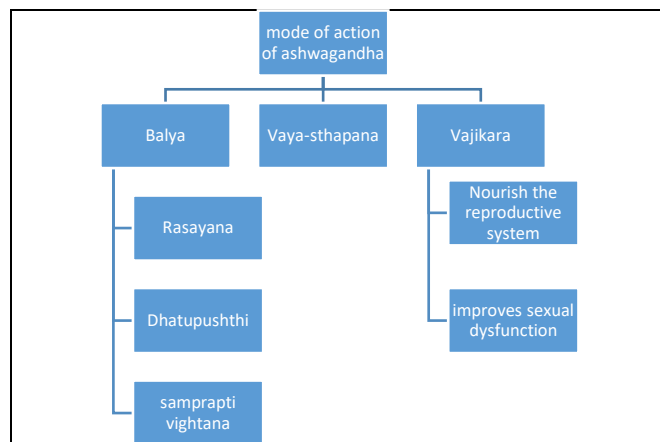 mode of action
of ashwagandha
Balya
Vaya-sthapana
Vajikara
Rasayana
Dhatupushthi
samprapti
vightana
Nourish the
reproductive
system
improves sexual
dysfunction